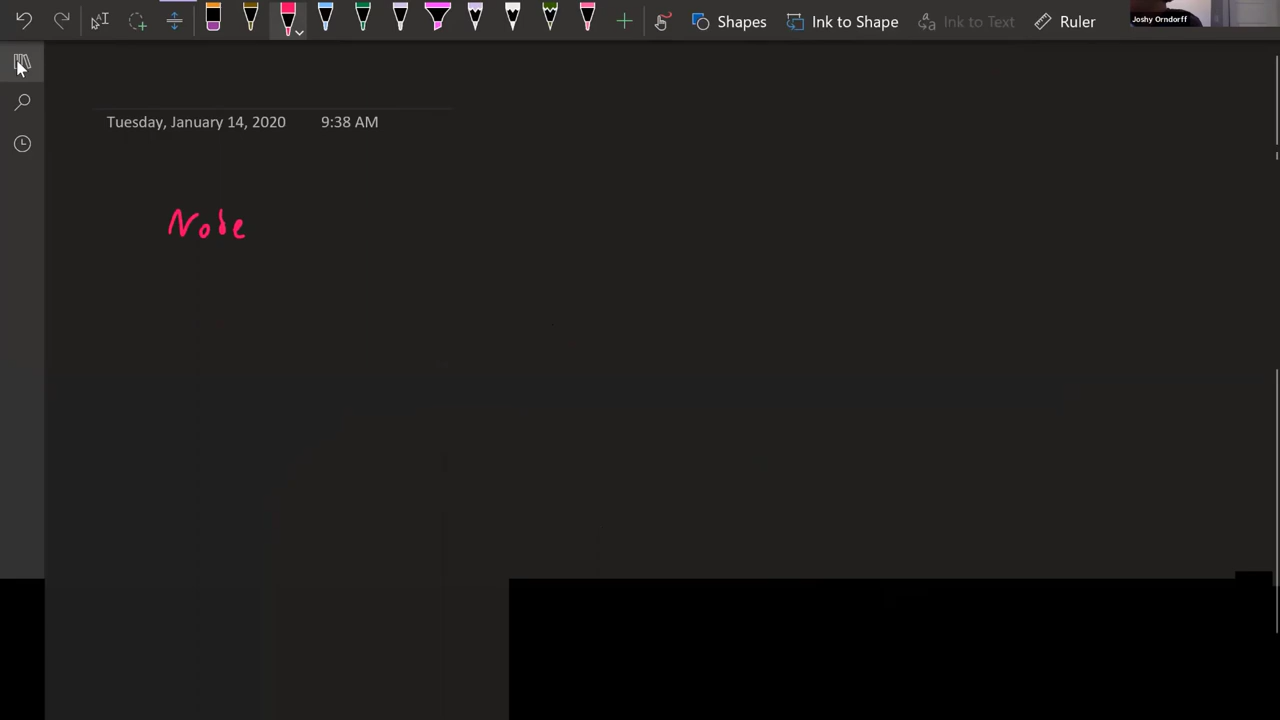 Shapes Ink to Shape Ink to Text Ruler
Joshy Orndorff
Tuesday, January 14, 2020 9:38 AM
Node